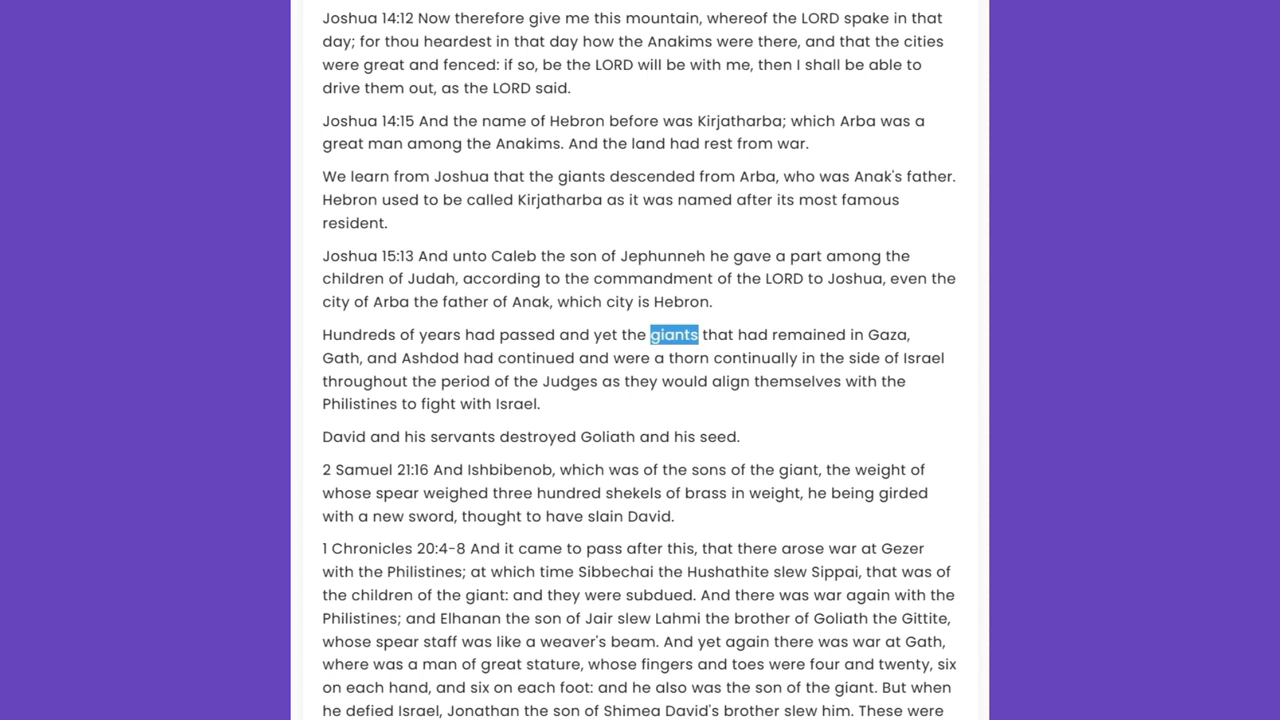 Joshua 14:12 Now therefore give me this mountain, whereof the LORD spake in that
day; for thou heardest in that day how the Anakims were there, and that the cities
were great and fenced: if so, be the LORD will be with me, then I shall be able to
drive them out, as the LORD said.
Joshua 14:15 And the name of Hebron before was Kirjatharba; which Arba was a
great man among the Anakims. And the land had rest from war.
We learn from Joshua that the giants descended from Arba, who was Anak's father.
Hebron used to be called Kirjatharba as it was named after its most famous
resident.
Joshua 15:13 And unto Caleb the son of Jephunneh he gave a part among the
children of Judah, according to the commandment of the LORD to Joshua, even the
city of Arba the father of Anak, which city is Hebron.
Hundreds of years had passed and yet the giants that had remained in Gaza,
Gath, and Ashdod had continued and were a thorn continually in the side of Israel
throughout the period of the Judges as they would align themselves with the
Philistines to fight with Israel.
David and his servants destroyed Goliath and his seed.
2 Samuel 21:16 And Ishbibenob, which was of the sons of the giant, the weight of
whose spear weighed three hundred shekels of brass in weight, he being girded
with a new sword, thought to have slain David.
1 Chronicles 20:4-8 And it came to pass after this, that there arose war at Gezer
with the Philistines; at which time Sibbechai the Hushathite slew Sippai, that was of
the children of the giant: and they were subdued. And there was war again with the
Philistines; and Elhanan the son of Jair slew Lahmi the brother of Goliath the Gittite,
whose spear staff was like a weaver's beam. And yet again there was war at Gath,
where was a man of great stature, whose fingers and toes were four and twenty, six
on each hand, and six on each foot: and he also was the son of the giant. But when
he defied Israel, Jonathan the son of Shimea David's brother slew him. These were